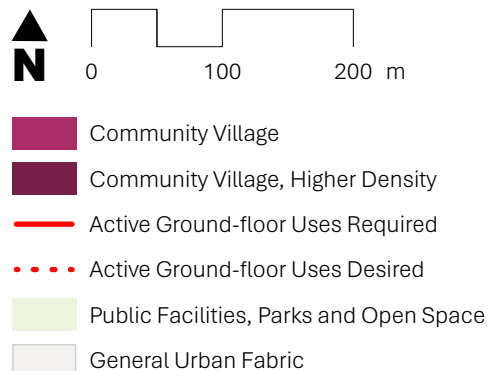 N
0 100 200 m
Community Village
Community Village, Higher Density
Active Ground-floor Uses Required
Active Ground-floor Uses Desired
Public Facilities, Parks and Open Space
General Urban Fabric